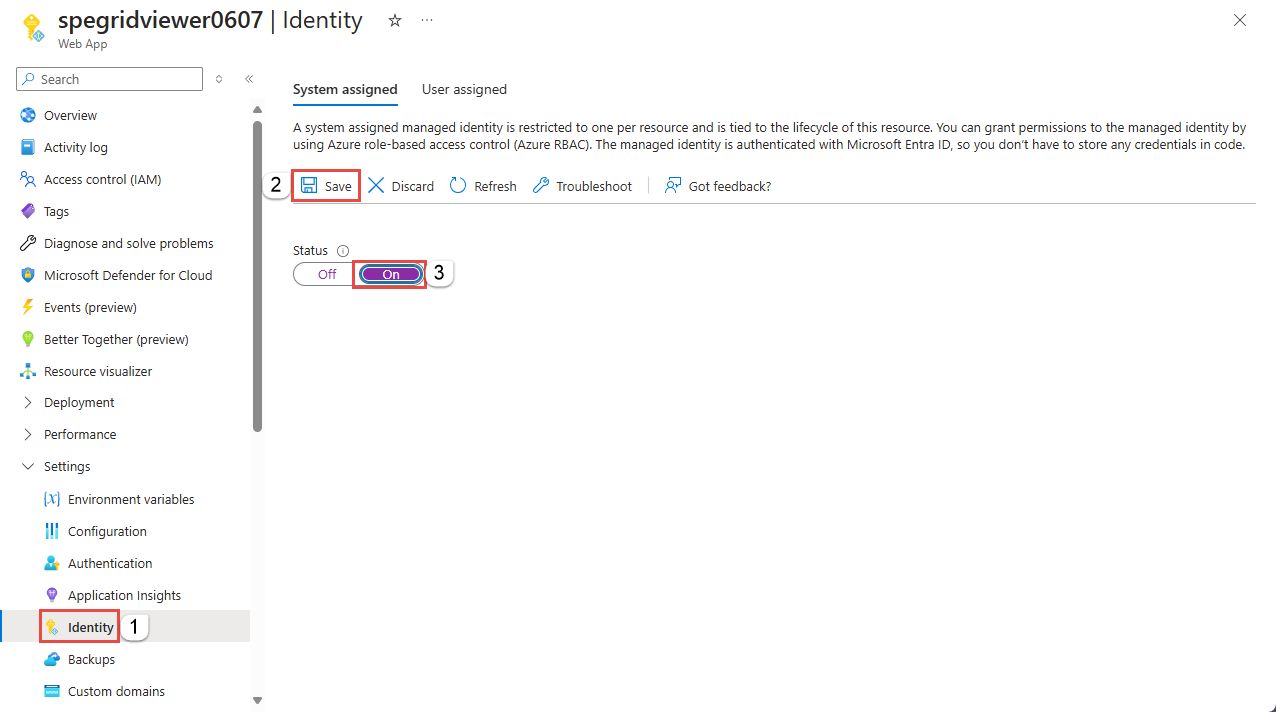 spegridviewer0607 | Identity
Web App
Search
Overview
Activity log
Access control (IAM)
Tags
Diagnose and solve problems
Microsoft Defender for Cloud
Events (preview)
Better Together (preview)
Resource visualizer
Deployment
Performance
Settings
Environment variables
Configuration
Authentication
Application Insights
Identity 1
Backups
Custom domains
System assigned User assigned
A system assigned managed identity is restricted to one per resource and is tied to the lifecycle of this resource. You can grant permissions to the managed identity by
using Azure role-based access control (Azure RBAC). The managed identity is authenticated with Microsoft Entra ID, so you don't have to store any credentials in code.
2 Save Discard Refresh Troubleshoot Got feedback?
Status
Off On 3